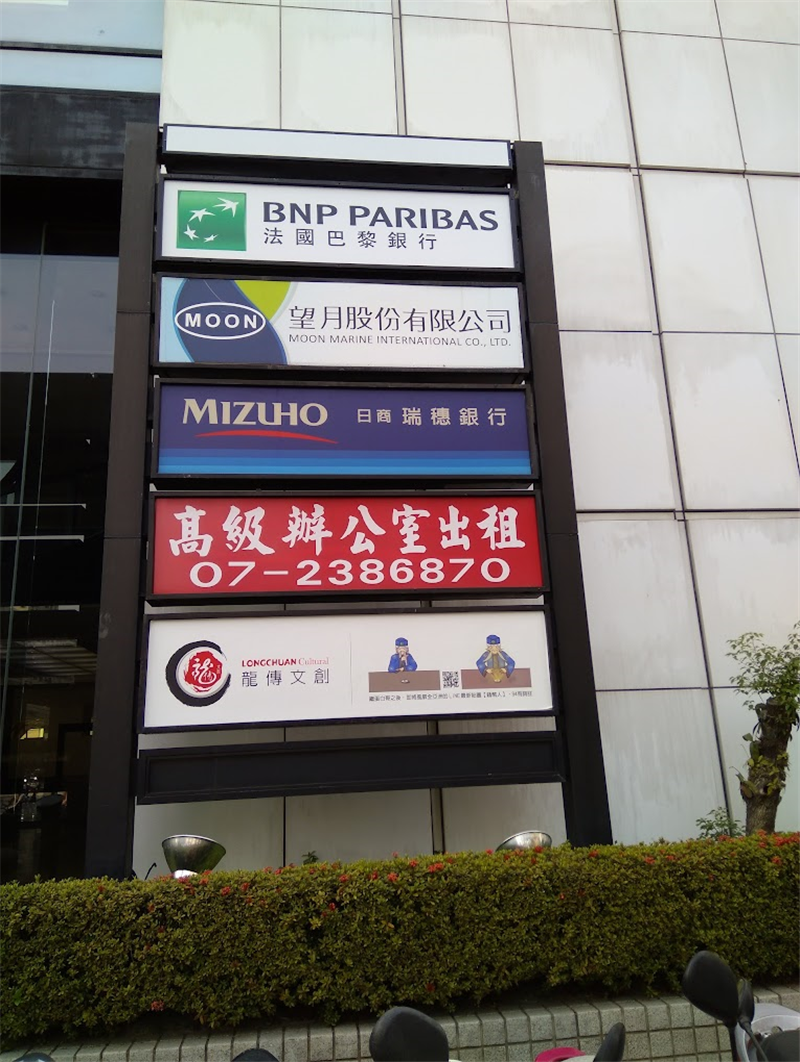 BNP PARIBAS
法國巴黎銀行
MOON
望月股份有限公司
MOON MARINE INTERNATIONAL CO., LTD.
MIZUHO 日商 瑞穗銀行
高級辦公室出租
07-2386870
龍
LONGCHUAN Cultural
龍傳文創